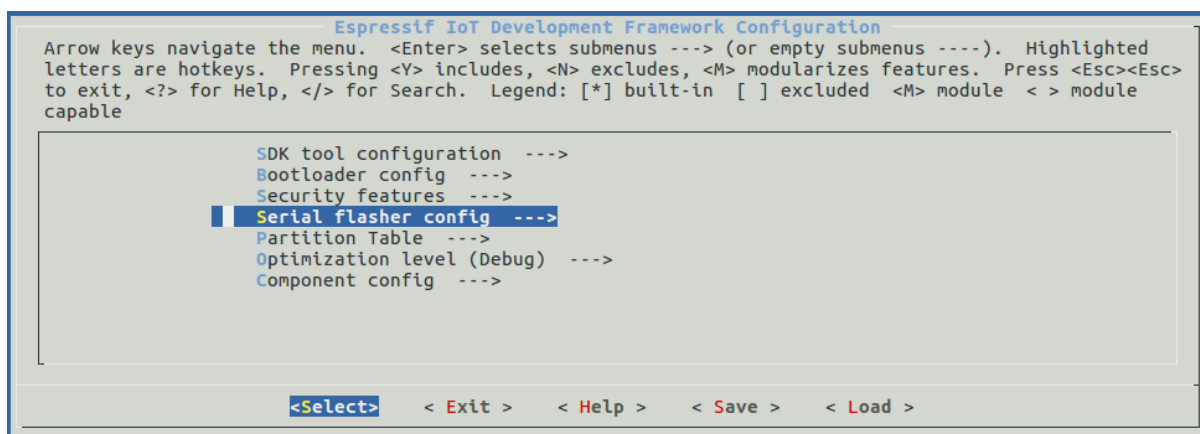 Espressif IoT Development Framework Configuration
Arrow keys navigate the menu.  <Enter> selects submenus ---> (or empty submenus ----).  Highlighted
letters are hotkeys.  Pressing <Y> includes, <N> excludes, <M> modularizes features.  Press <Esc><Esc>
to exit, <?> for Help, </> for Search.  Legend: [*] built-in  [ ] excluded  <M> module  < > module
capable
SDK tool configuration  --->
Bootloader config  --->
Security features  --->
Serial flasher config  --->
Partition Table  --->
Optimization level (Debug)  --->
Component config  --->
<Select>    < Exit >    < Help >    < Save >    < Load >